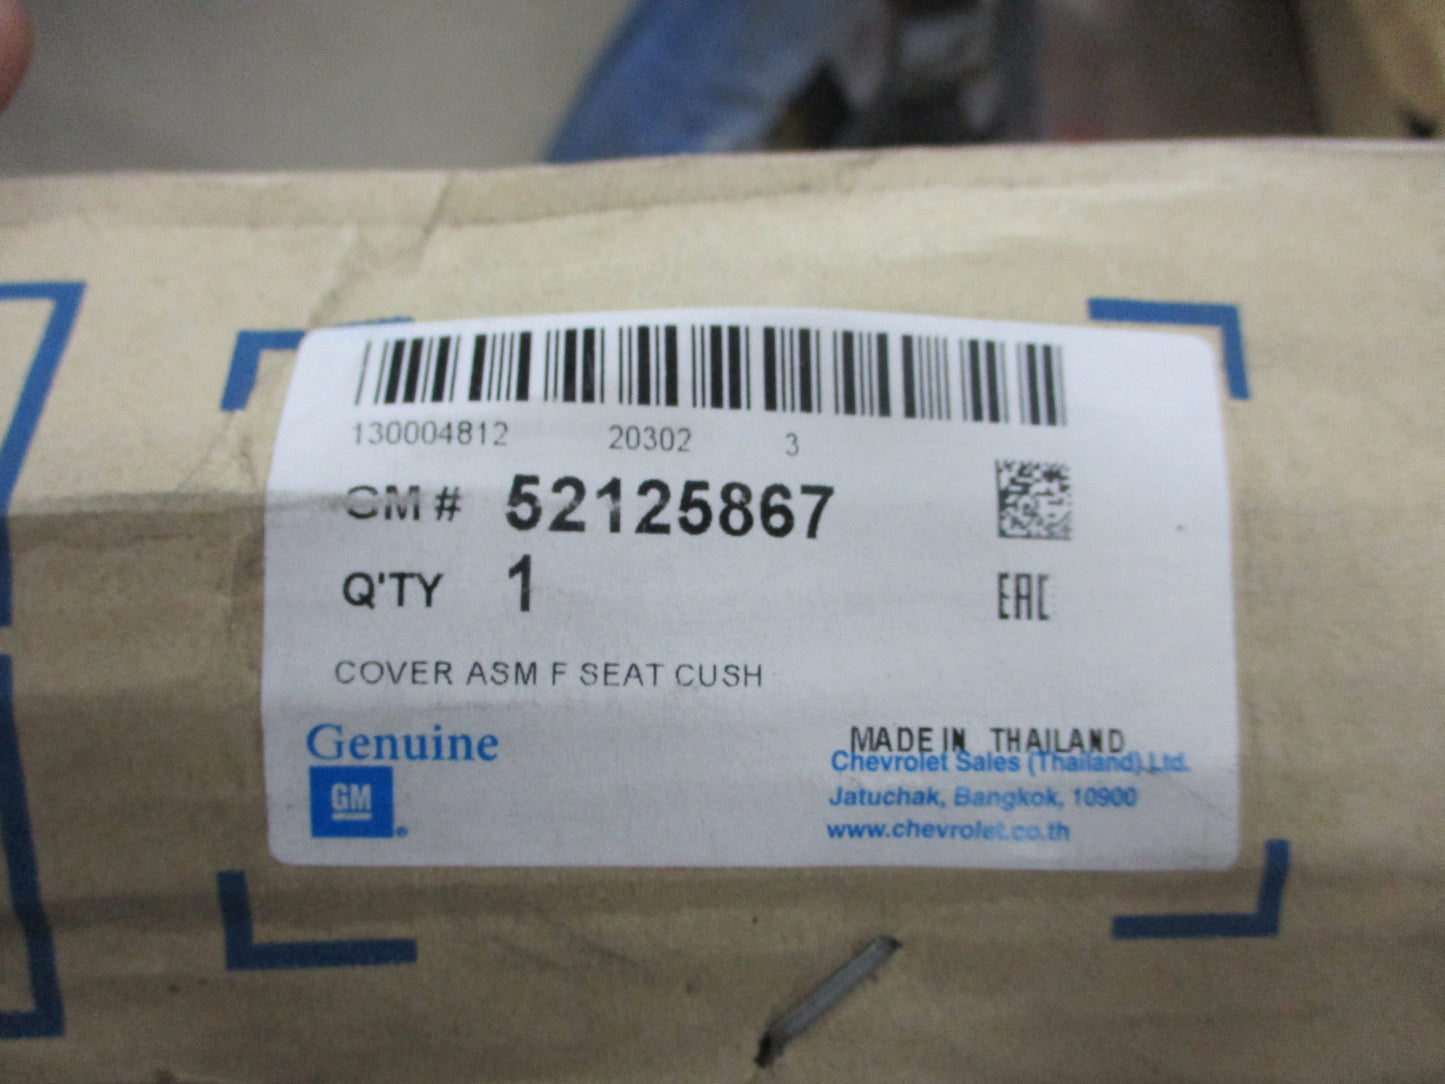 130004812 20302 3
GM # 52125867
Q'TY 1
EAC
COVER ASM F SEAT CUSH
Genuine
GM
MADE IN THAILAND
Chevrolet Sales (Thailand) Ltd.
Jatuchak, Bangkok, 10900
www.chevrolet.co.th